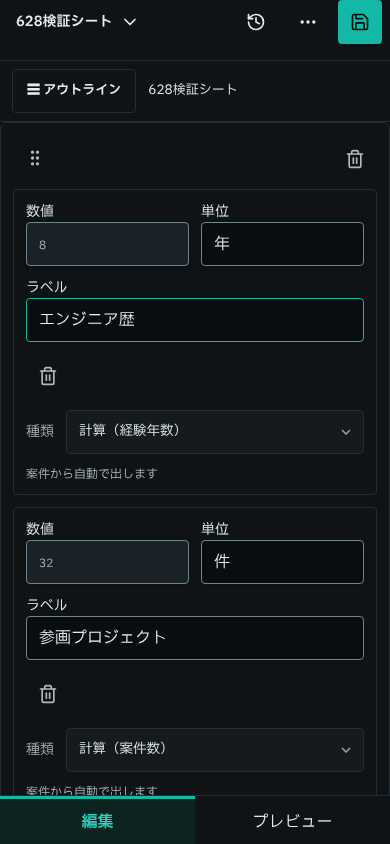 628検証シート
アウトライン 628検証シート
数値 単位
8 年
ラベル
エンジニア歴
種類 計算（経験年数）
案件から自動で出します
数値 単位
32 件
ラベル
参画プロジェクト
種類 計算（案件数）
案件から自動で出します
編集 プレビュー